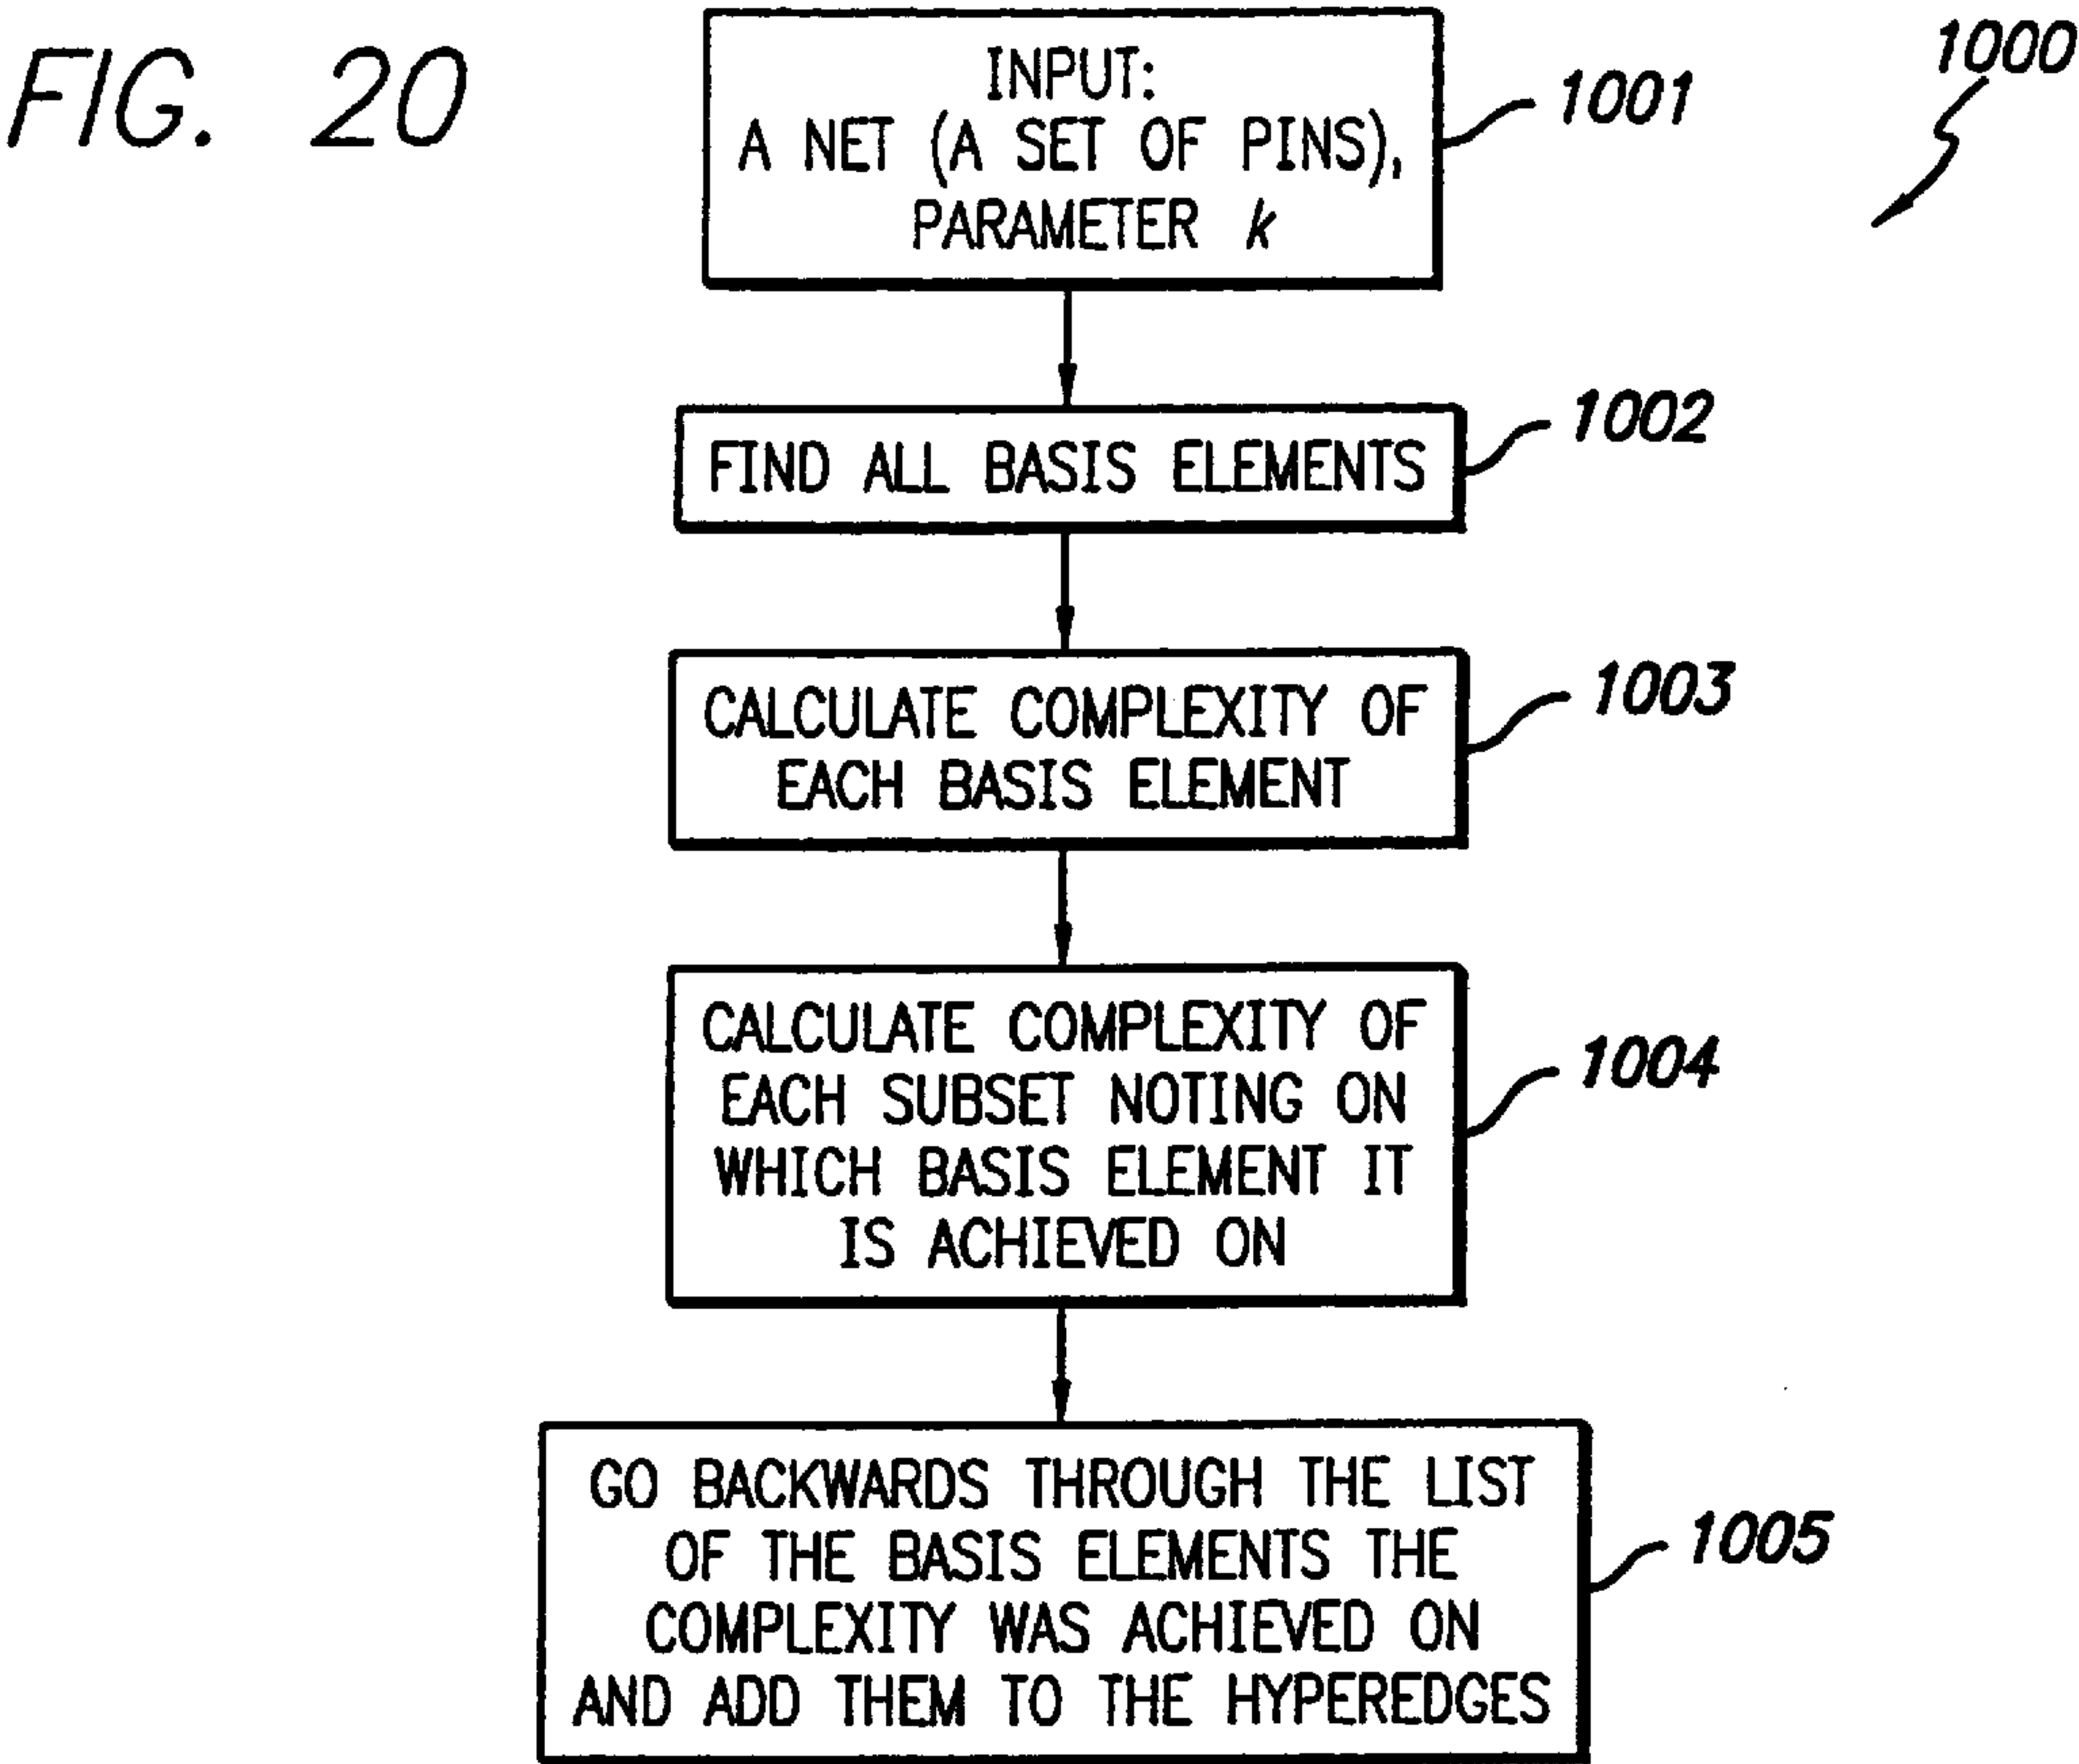 FIG. 20
1000
INPUT:
A NET (A SET OF PINS),
PARAMETER k
1001
FIND ALL BASIS ELEMENTS
1002
CALCULATE COMPLEXITY OF
EACH BASIS ELEMENT
1003
CALCULATE COMPLEXITY OF
EACH SUBSET NOTING ON
WHICH BASIS ELEMENT IT
IS ACHIEVED ON
1004
GO BACKWARDS THROUGH THE LIST
OF THE BASIS ELEMENTS THE
COMPLEXITY WAS ACHIEVED ON
AND ADD THEM TO THE HYPEREDGES
1005